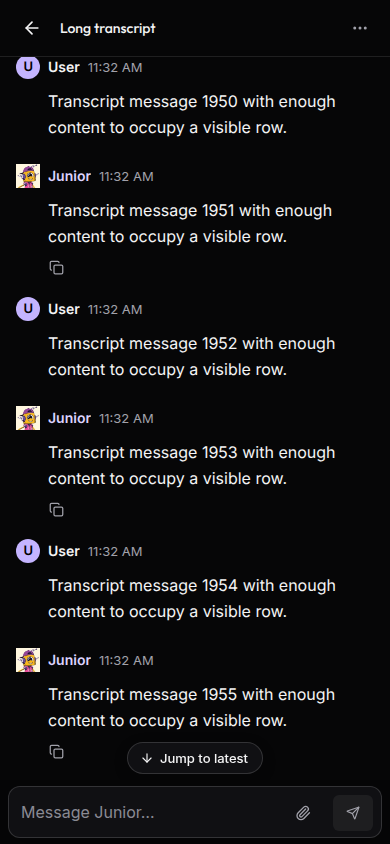 Long transcript
U User 11:32 AM
Transcript message 1950 with enough
content to occupy a visible row.
Junior 11:32 AM
Transcript message 1951 with enough
content to occupy a visible row.
U User 11:32 AM
Transcript message 1952 with enough
content to occupy a visible row.
Junior 11:32 AM
Transcript message 1953 with enough
content to occupy a visible row.
U User 11:32 AM
Transcript message 1954 with enough
content to occupy a visible row.
Junior 11:32 AM
Transcript message 1955 with enough
content to occupy a visible row.
Jump to latest
Message Junior...